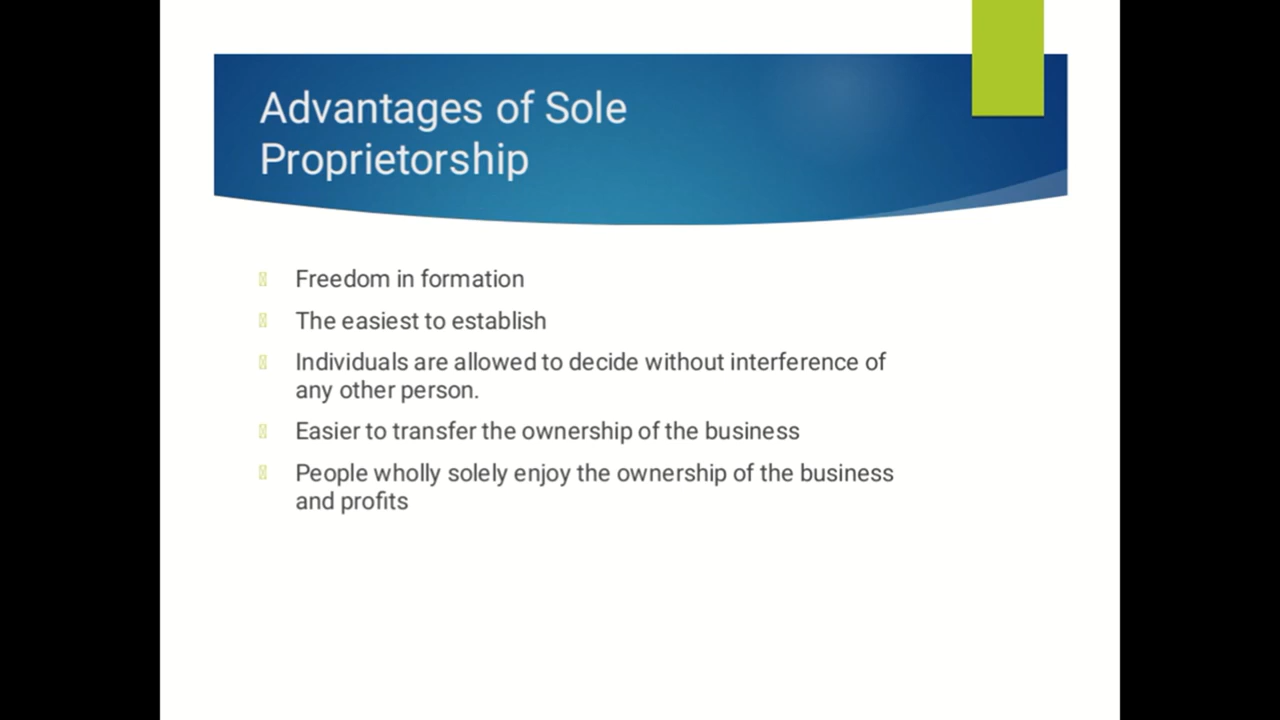 Advantages of Sole
Proprietorship
Freedom in formation
The easiest to establish
Individuals are allowed to decide without interference of
any other person.
Easier to transfer the ownership of the business
People wholly solely enjoy the ownership of the business
and profits